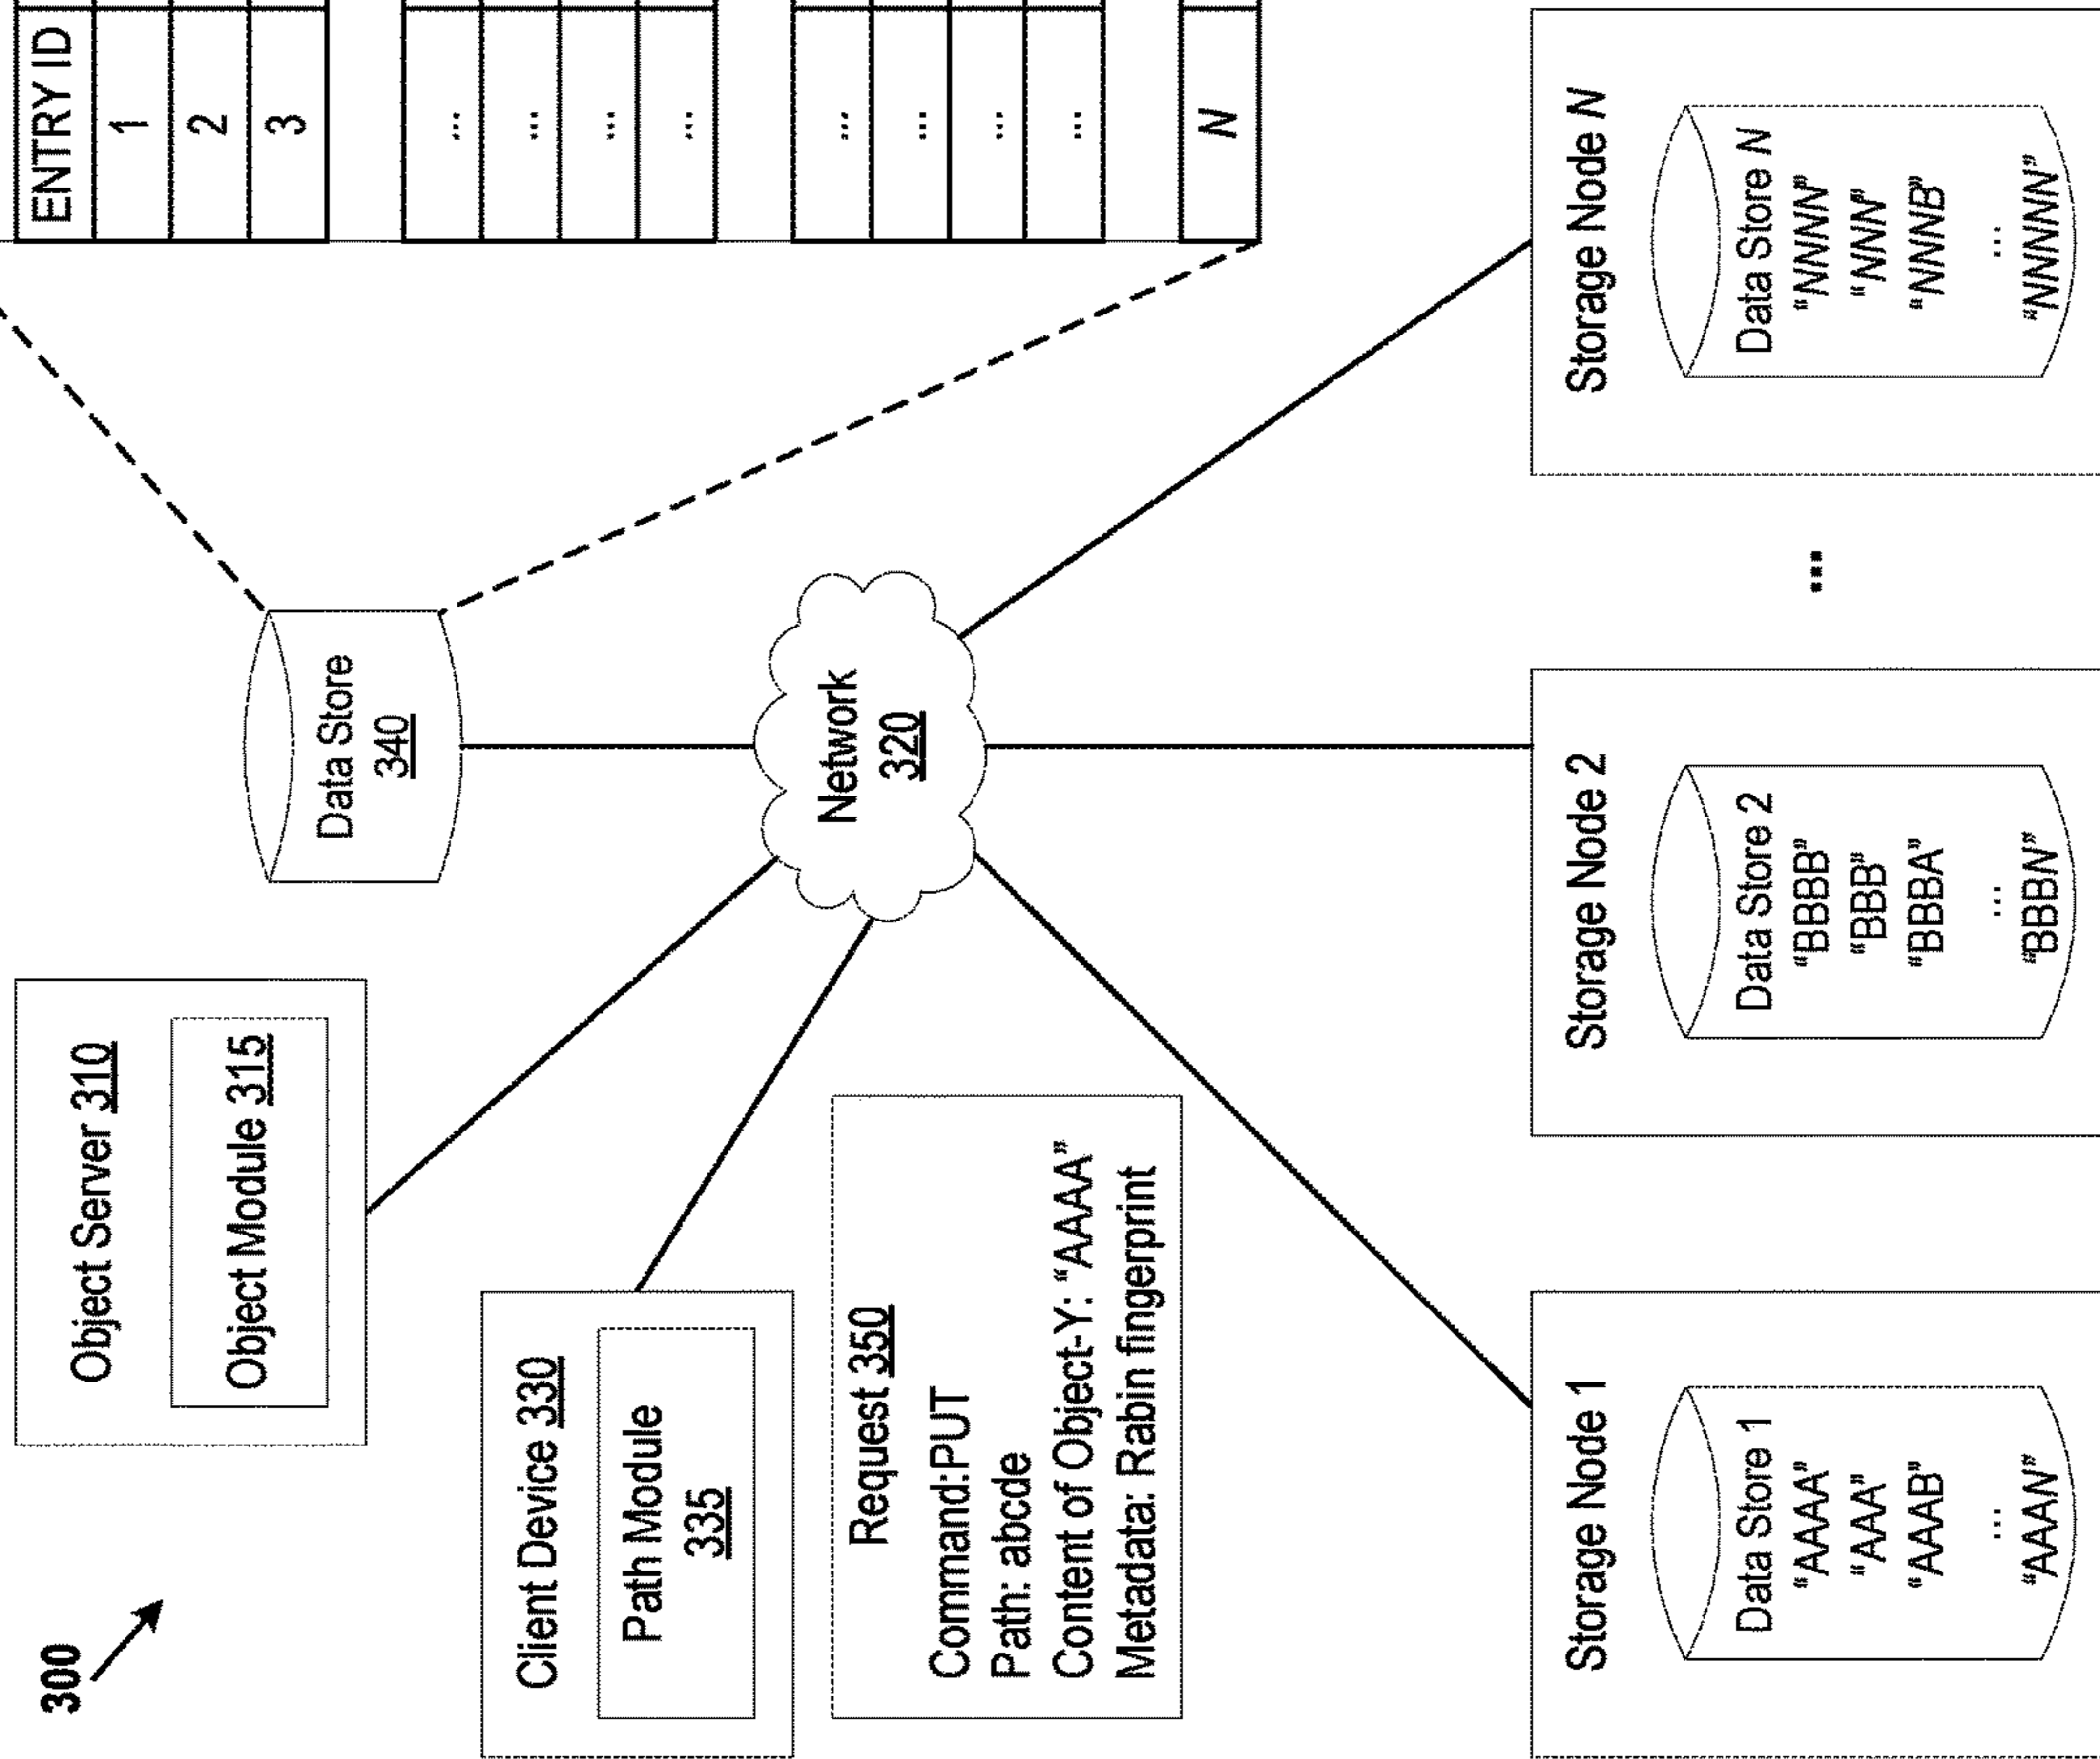 300
Object Server 310
Object Module 315
Client Device 330
Path Module
335
Request 350
Command:PUT
Path: abcde
Content of Object-Y: “AAAA”
Metadata: Rabin fingerprint
Data Store
340
Network
320
ENTRY ID
1
2
3
...
...
...
...
...
...
...
...
N
Storage Node 1
Data Store 1
“AAAA”
“AAA”
“AAAB”
...
“AAAN”
Storage Node 2
Data Store 2
“BBBB”
“BBB”
“BBBA”
...
“BBBN”
...
Storage Node N
Data Store N
“NNNN”
“NNN”
“NNNB”
...
“NNNNN”